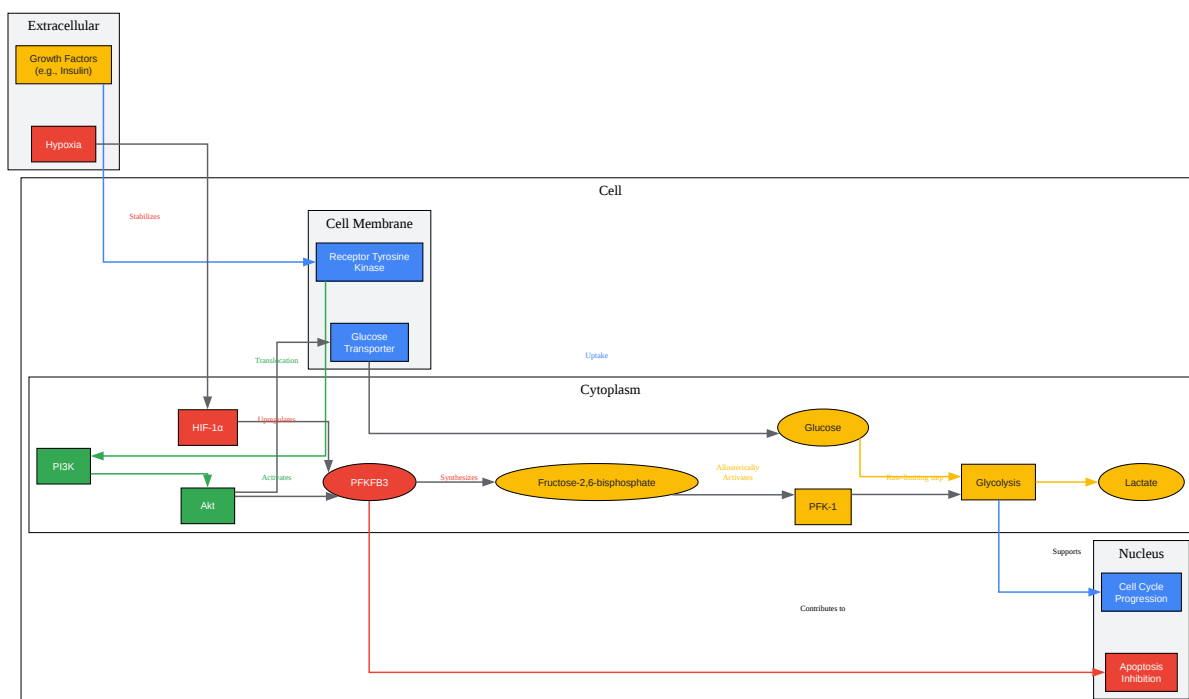 Extracellular
Growth Factors
(e.g., Insulin)
Hypoxia
Cell
Stabilizes
Cell Membrane
Receptor Tyrosine
Kinase
Glucose
Transporter
Translocation
Uptake
Cytoplasm
HIF-1α
Upregulates
Glucose
PI3K
Activates
PFKFB3
Synthesizes
Fructose-2,6-bisphosphate
Allosterically
Activates
Rate-limiting step
Glycolysis
Lactate
Akt
PFK-1
Supports
Nucleus
Cell Cycle
Progression
Contributes to
Apoptosis
Inhibition